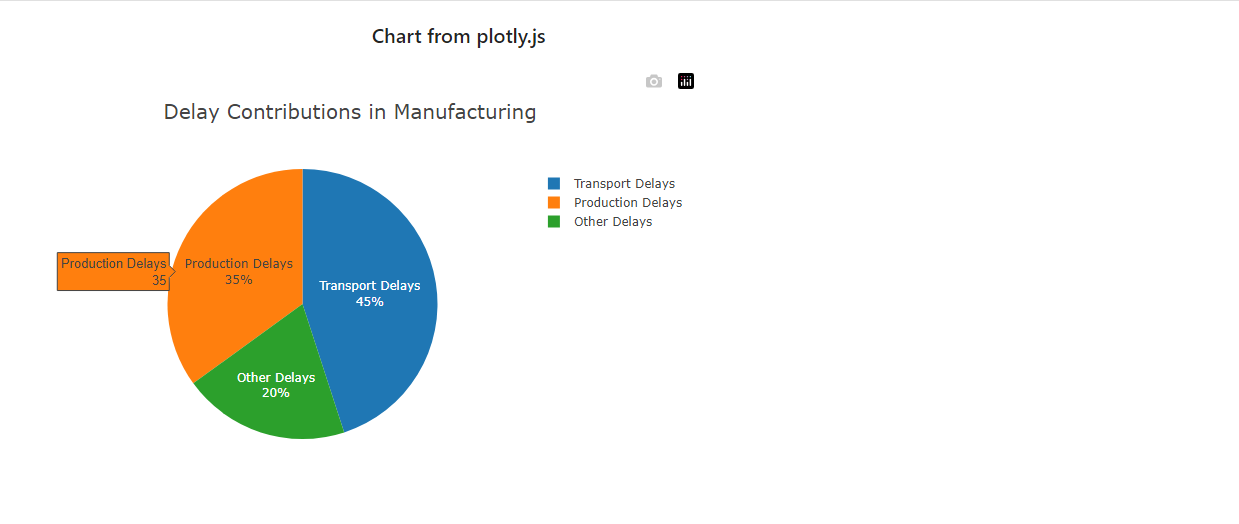 Chart from plotly.js
Delay Contributions in Manufacturing
Transport Delays
Production Delays
Other Delays
Production Delays
35
Production Delays
35%
Transport Delays
45%
Other Delays
20%